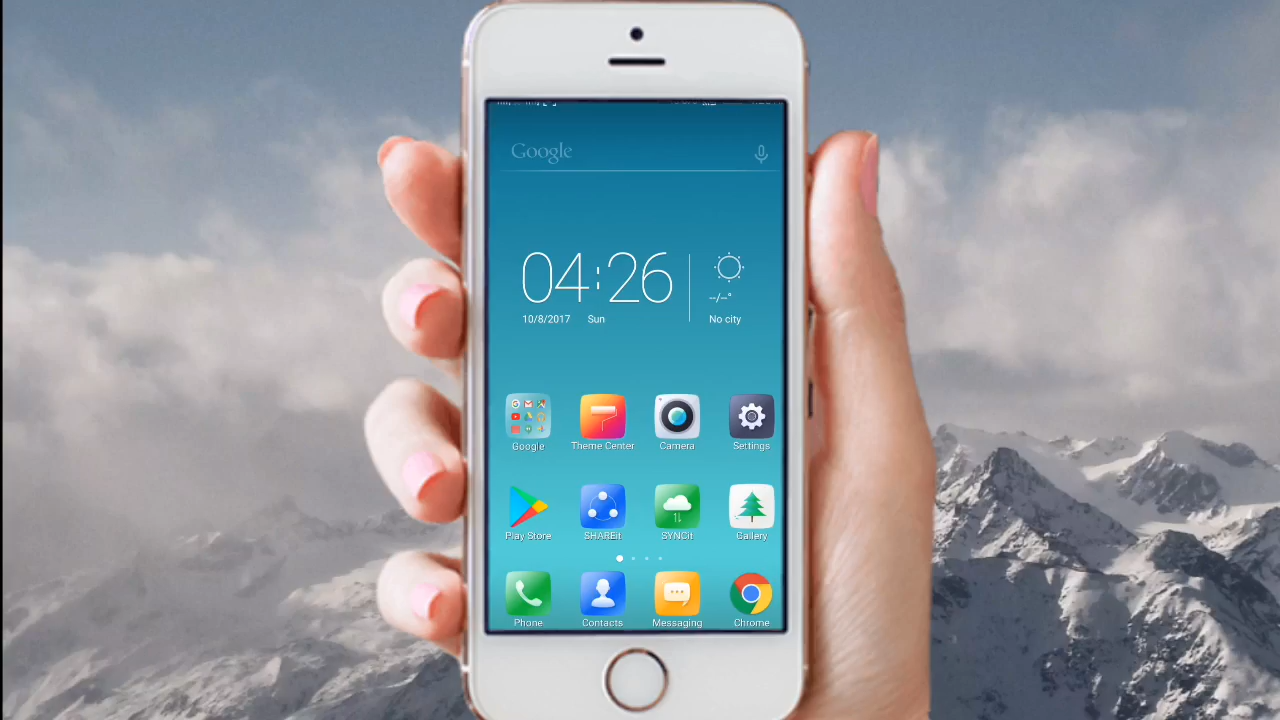 Google
04:26
10/8/2017 Sun
--/--°
No city
Google Theme Center Camera Settings
Play Store SHAREit SYNCit Gallery
Phone Contacts Messaging Chrome